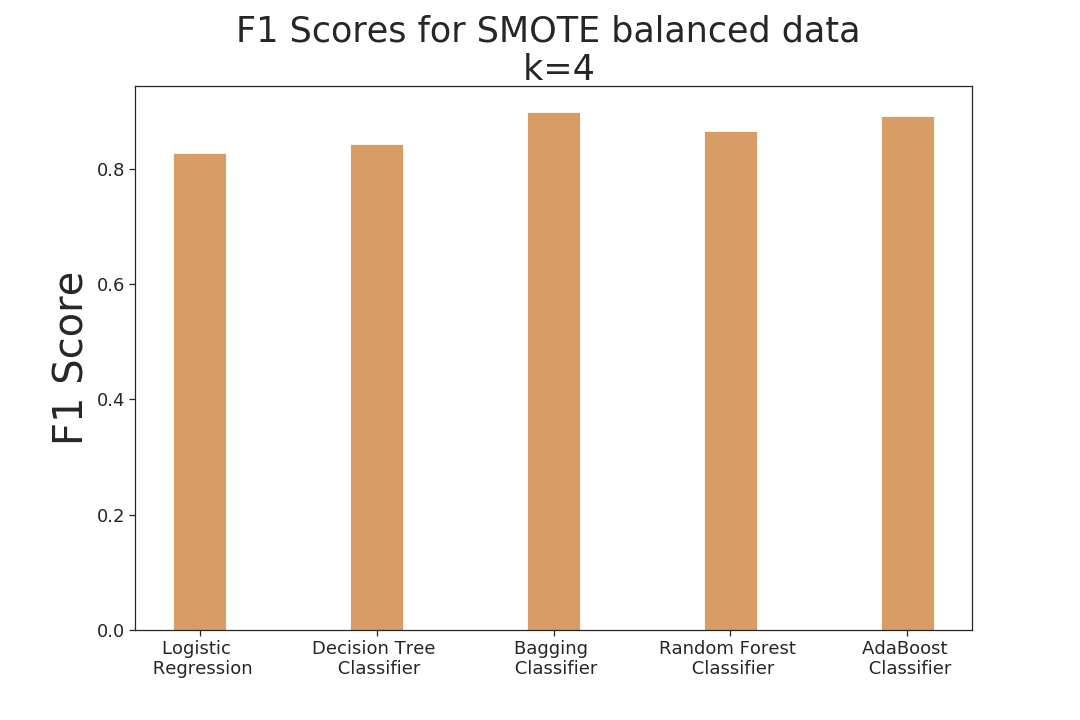 F1 Scores for SMOTE balanced data
k=4
F1 Score
0.8
0.6
0.4
0.2
0.0
Logistic
Regression
Decision Tree
Classifier
Bagging
Classifier
Random Forest
Classifier
AdaBoost
Classifier